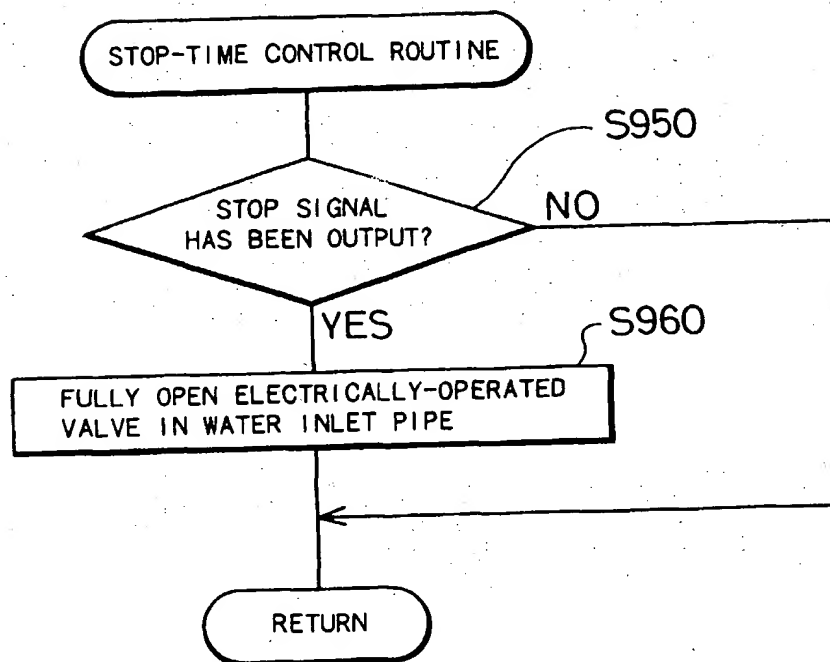 STOP-TIME CONTROL ROUTINE
S950
STOP SIGNAL
HAS BEEN OUTPUT?
NO
YES
S960
FULLY OPEN ELECTRICALLY-OPERATED
VALVE IN WATER INLET PIPE
RETURN